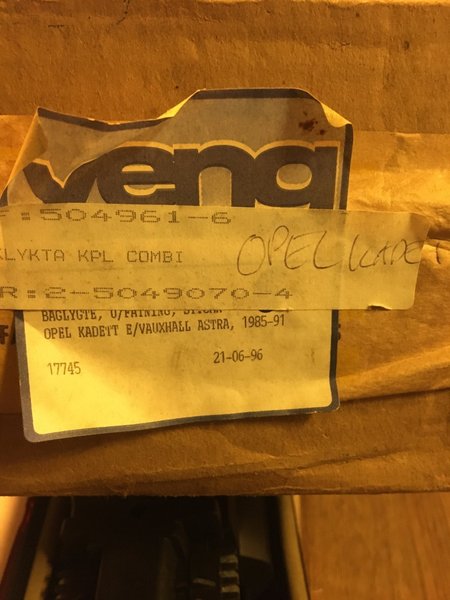 veng
:504961-6
KLYKTA KPL COMBI
OPEL KADET
R:2-5049070-4
BAGLYGTE, U/FATNING,
OPEL KADETT E/VAUXHALL ASTRA, 1985-91
21-06-96
17745